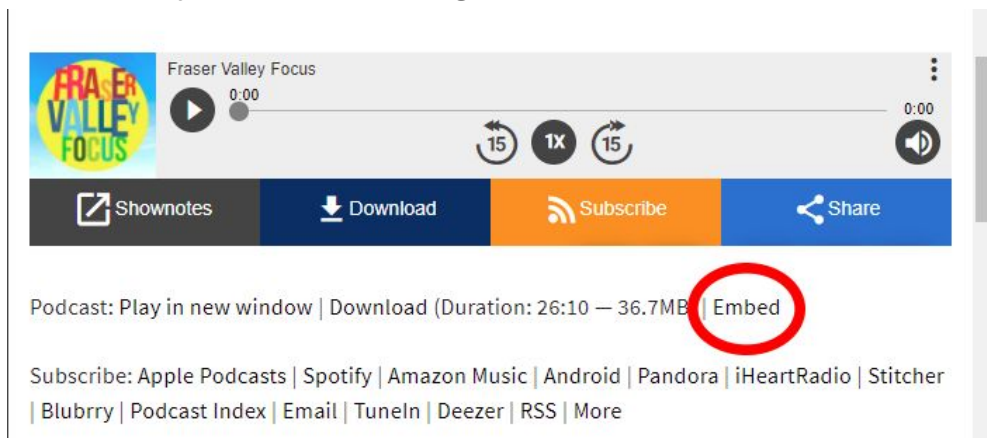 FRASER
VALLEY
FOCUS
Fraser Valley Focus
0:00
0:00
15
1X
15
Shownotes
Download
Subscribe
Share
Podcast: Play in new window | Download (Duration: 26:10 — 36.7MB | Embed
Subscribe: Apple Podcasts | Spotify | Amazon Music | Android | Pandora | iHeartRadio | Stitcher
| Blubrry | Podcast Index | Email | TuneIn | Deezer | RSS | More